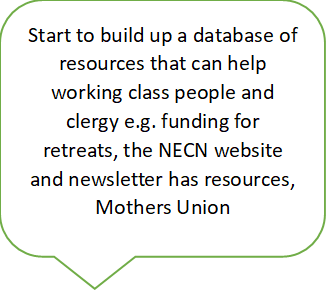 Start to build up a database of
resources that can help
working class people and
clergy e.g. funding for
retreats, the NECN website
and newsletter has resources,
Mothers Union